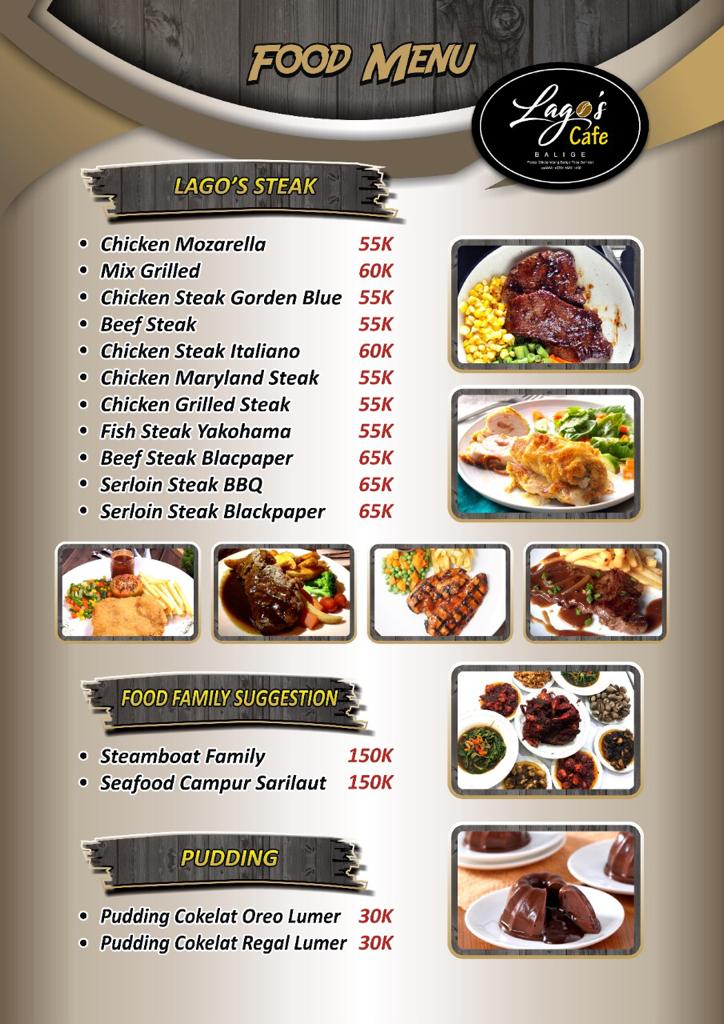 FOOD MENU
Lago's
Cafe
BALIGE
LAGO'S STEAK
• Chicken Mozarella 55K
• Mix Grilled 60K
• Chicken Steak Gorden Blue 55K
• Beef Steak 55K
• Chicken Steak Italiano 60K
• Chicken Maryland Steak 55K
• Chicken Grilled Steak 55K
• Fish Steak Yakohama 55K
• Beef Steak Blacpaper 65K
• Serloin Steak BBQ 65K
• Serloin Steak Blackpaper 65K
FOOD FAMILY SUGGESTION
• Steamboat Family 150K
• Seafood Campur Sarilaut 150K
PUDDING
• Pudding Cokelat Oreo Lumer 30K
• Pudding Cokelat Regal Lumer 30K